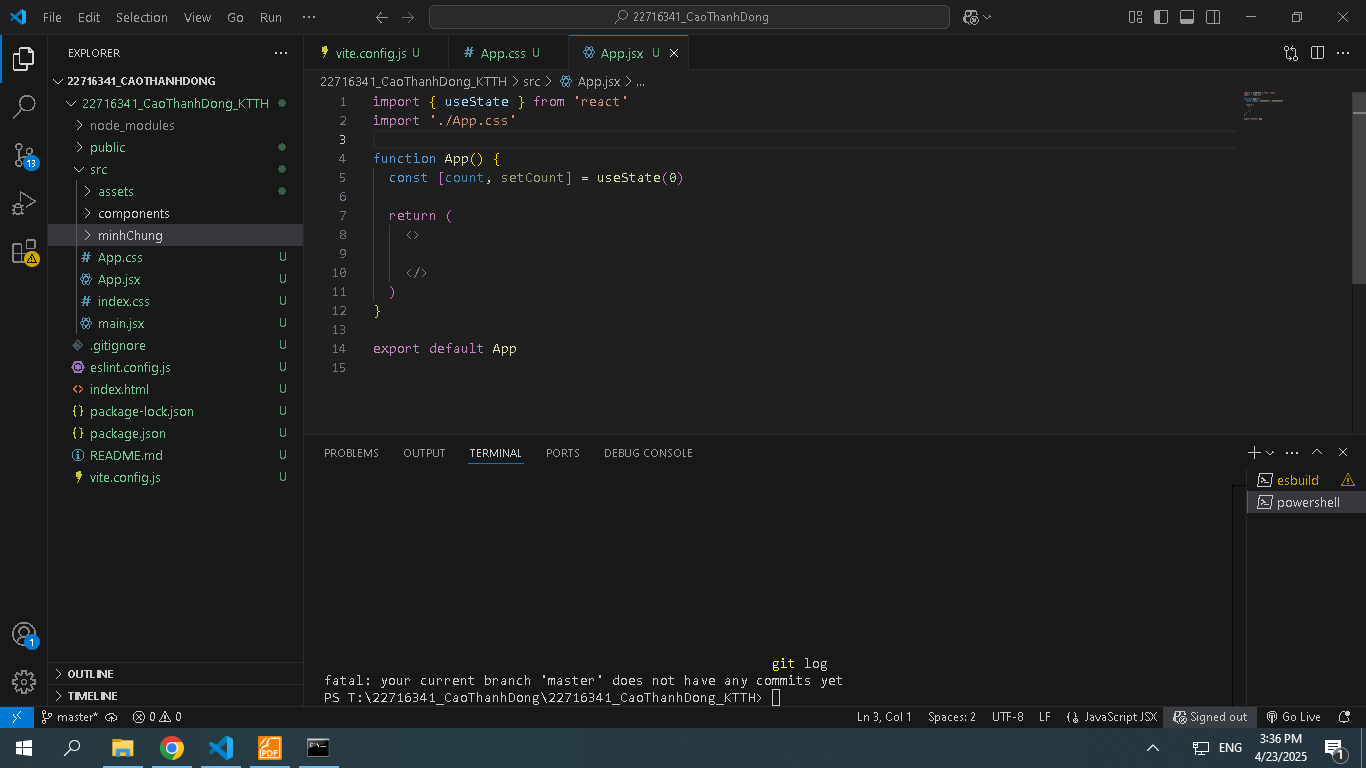 File Edit Selection View Go Run ··· 22716341_CaoThanhDong
EXPLORER ···
22716341_CAOTHANHDONG
22716341_CaoThanhDong_KTTH
node_modules
public
src
assets
components
minhChung
App.css U
App.jsx U
index.css U
main.jsx U
.gitignore U
eslint.config.js U
index.html U
package-lock.json U
package.json U
README.md U
vite.config.js U
OUTLINE
TIMELINE
13
1
vite.config.js U App.css U App.jsx U
22716341_CaoThanhDong_KTTH > src > App.jsx > ...
1 import { useState } from 'react'
2 import './App.css'
3
4 function App() {
5 const [count, setCount] = useState(0)
6
7 return (
8 <>
9
10 </>
11 )
12 }
13
14 export default App
15
PROBLEMS OUTPUT TERMINAL PORTS DEBUG CONSOLE
esbuild
powershell
git log
fatal: your current branch 'master' does not have any commits yet
PS T:\22716341_CaoThanhDong\22716341_CaoThanhDong_KTTH>
master* 0 0 Ln 3, Col 1 Spaces: 2 UTF-8 LF JavaScript JSX Signed out Go Live
PDF
ENG
3:36 PM
4/23/2025
1